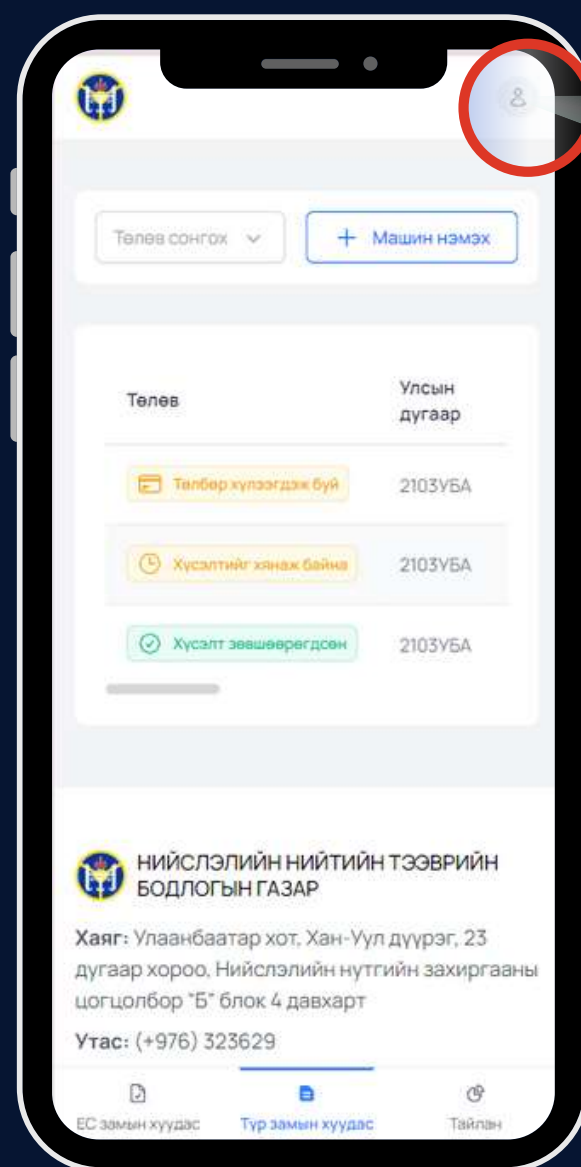 Төлөв сонгох
+ Машин нэмэх
Төлөв
Улсын
дугаар
Төлбөр хүлээгдэж буй
2103УБА
Хүсэлтийг хянаж байна
2103УБА
Хүсэлт зөвшөөрөгдсөн
2103УБА
НИЙСЛЭЛИЙН НИЙТИЙН ТЭЭВРИЙН
БОДЛОГЫН ГАЗАР
Хаяг: Улаанбаатар хот, Хан-Уул дүүрэг, 23
дугаар хороо, Нийслэлийн нутгийн захиргааны
цогцолбор "Б" блок 4 давхарт
Утас: (+976) 323629
ЕС замын хуудас
Түр замын хуудас
Тайлан